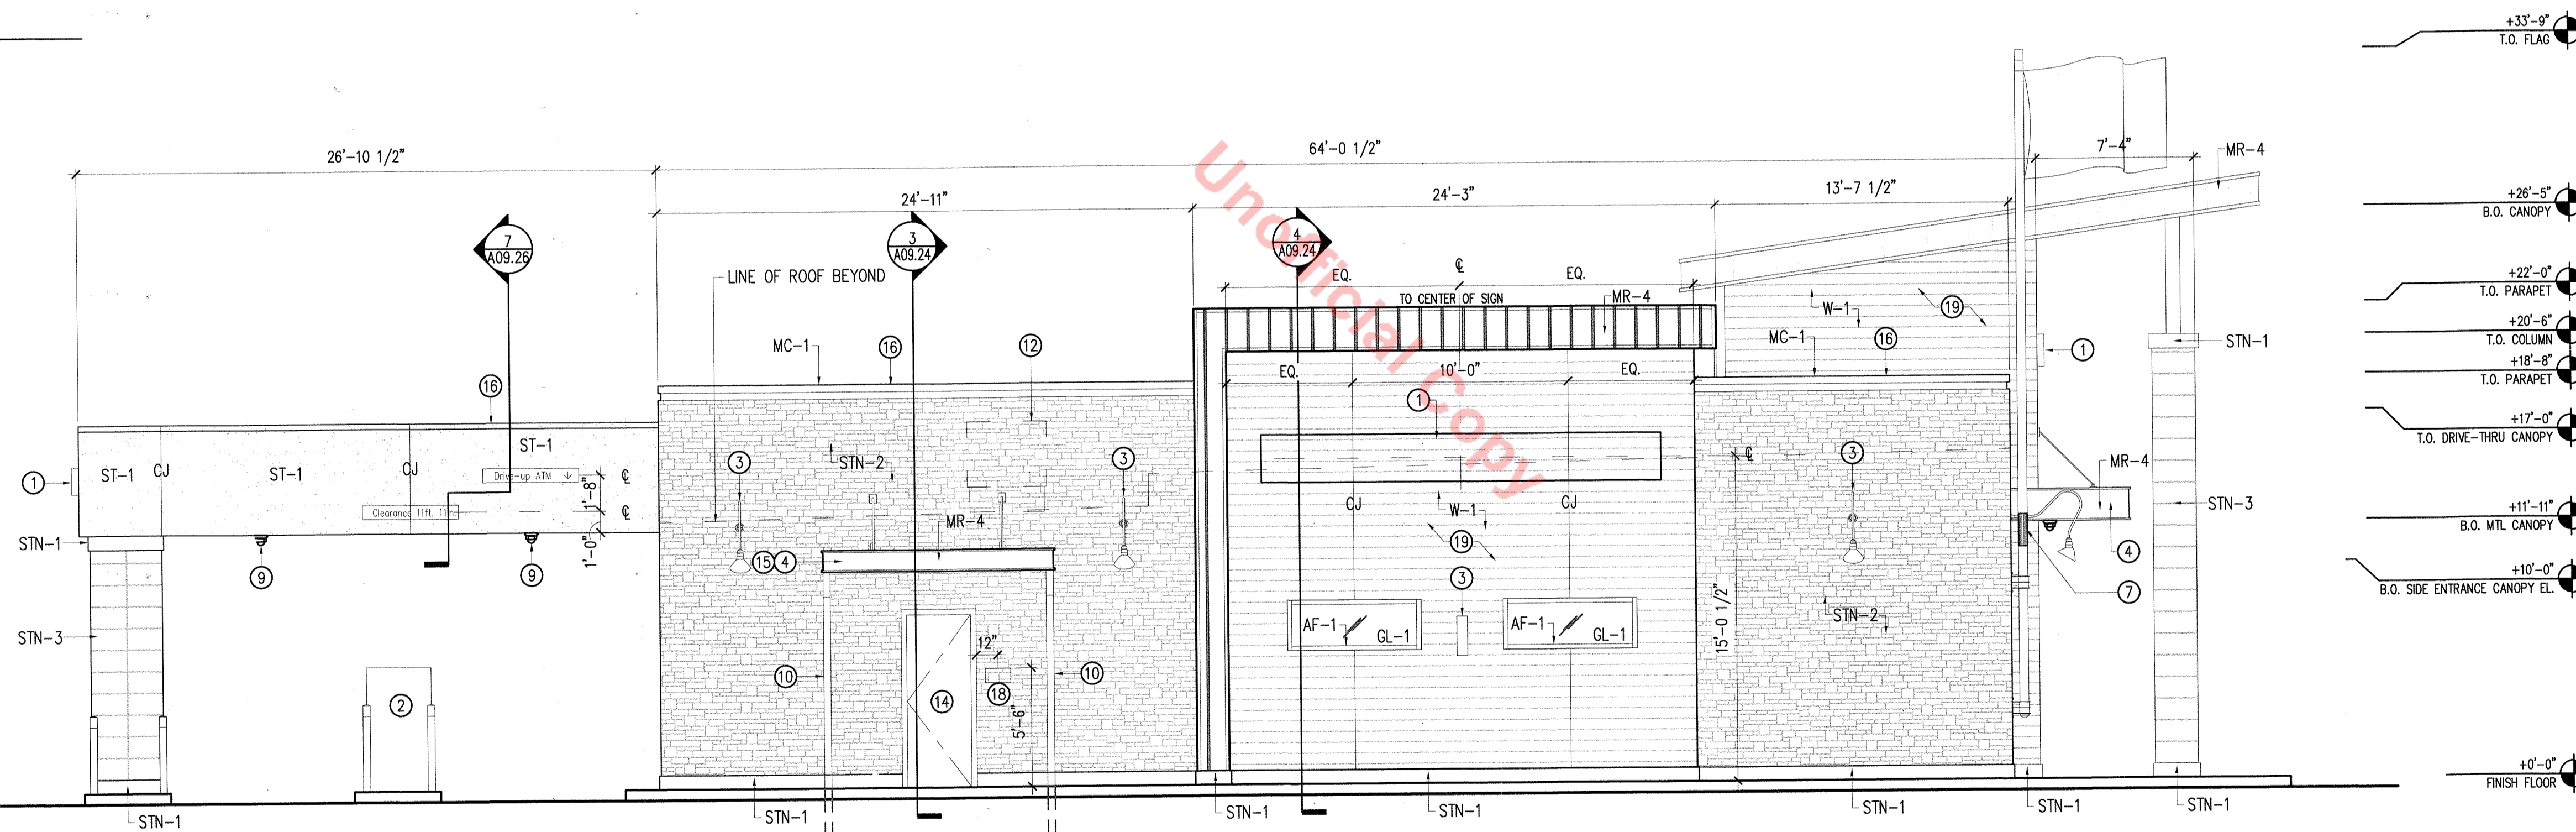 +33'-9"
T.O. FLAG
26'-10 1/2"
64'-0 1/2"
7'-4"
MR-4
24'-11"
24'-3"
13'-7 1/2"
+26'-5"
B.O. CANOPY
7
A09.26
3
A09.24
4
A09.24
LINE OF ROOF BEYOND
EQ.
℄
EQ.
TO CENTER OF SIGN
MR-4
W-1
19
+22'-0"
T.O. PARAPET
MC-1
16
12
MC-1
16
+20'-6"
T.O. COLUMN
STN-1
1
+18'-8"
T.O. PARAPET
16
EQ.
10'-0"
EQ.
1
+17'-0"
T.O. DRIVE-THRU CANOPY
ST-1
CJ
ST-1
CJ
ST-1
1
Drive-up ATM ↓
℄
1'-8"
Clearance 11ft. 11in.
℄
1'-0"
3
STN-2
3
℄
3
MR-4
STN-3
CJ
W-1
CJ
19
MR-4
15
4
+11'-11"
B.O. MTL CANOPY
STN-1
9
9
3
4
7
+10'-0"
B.O. SIDE ENTRANCE CANOPY EL.
STN-3
2
10
12"
18
14
5'-6"
10
AF-1
GL-1
AF-1
GL-1
15'-0 1/2"
STN-2
+0'-0"
FINISH FLOOR
STN-1
STN-1
STN-1
STN-1
STN-1
STN-1
STN-1
Unofficial Copy